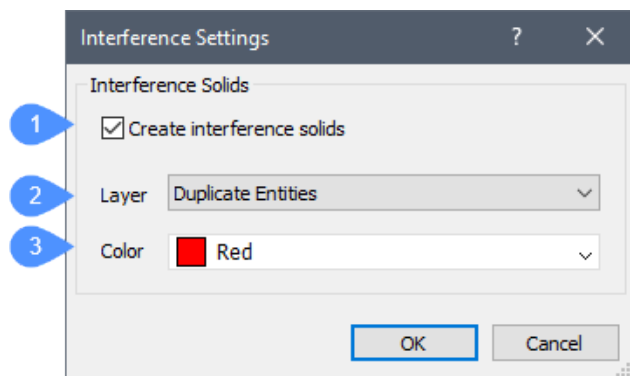 Interference Settings ? ×
Interference Solids
1 Create interference solids
2 Layer Duplicate Entities
3 Color Red
OK Cancel